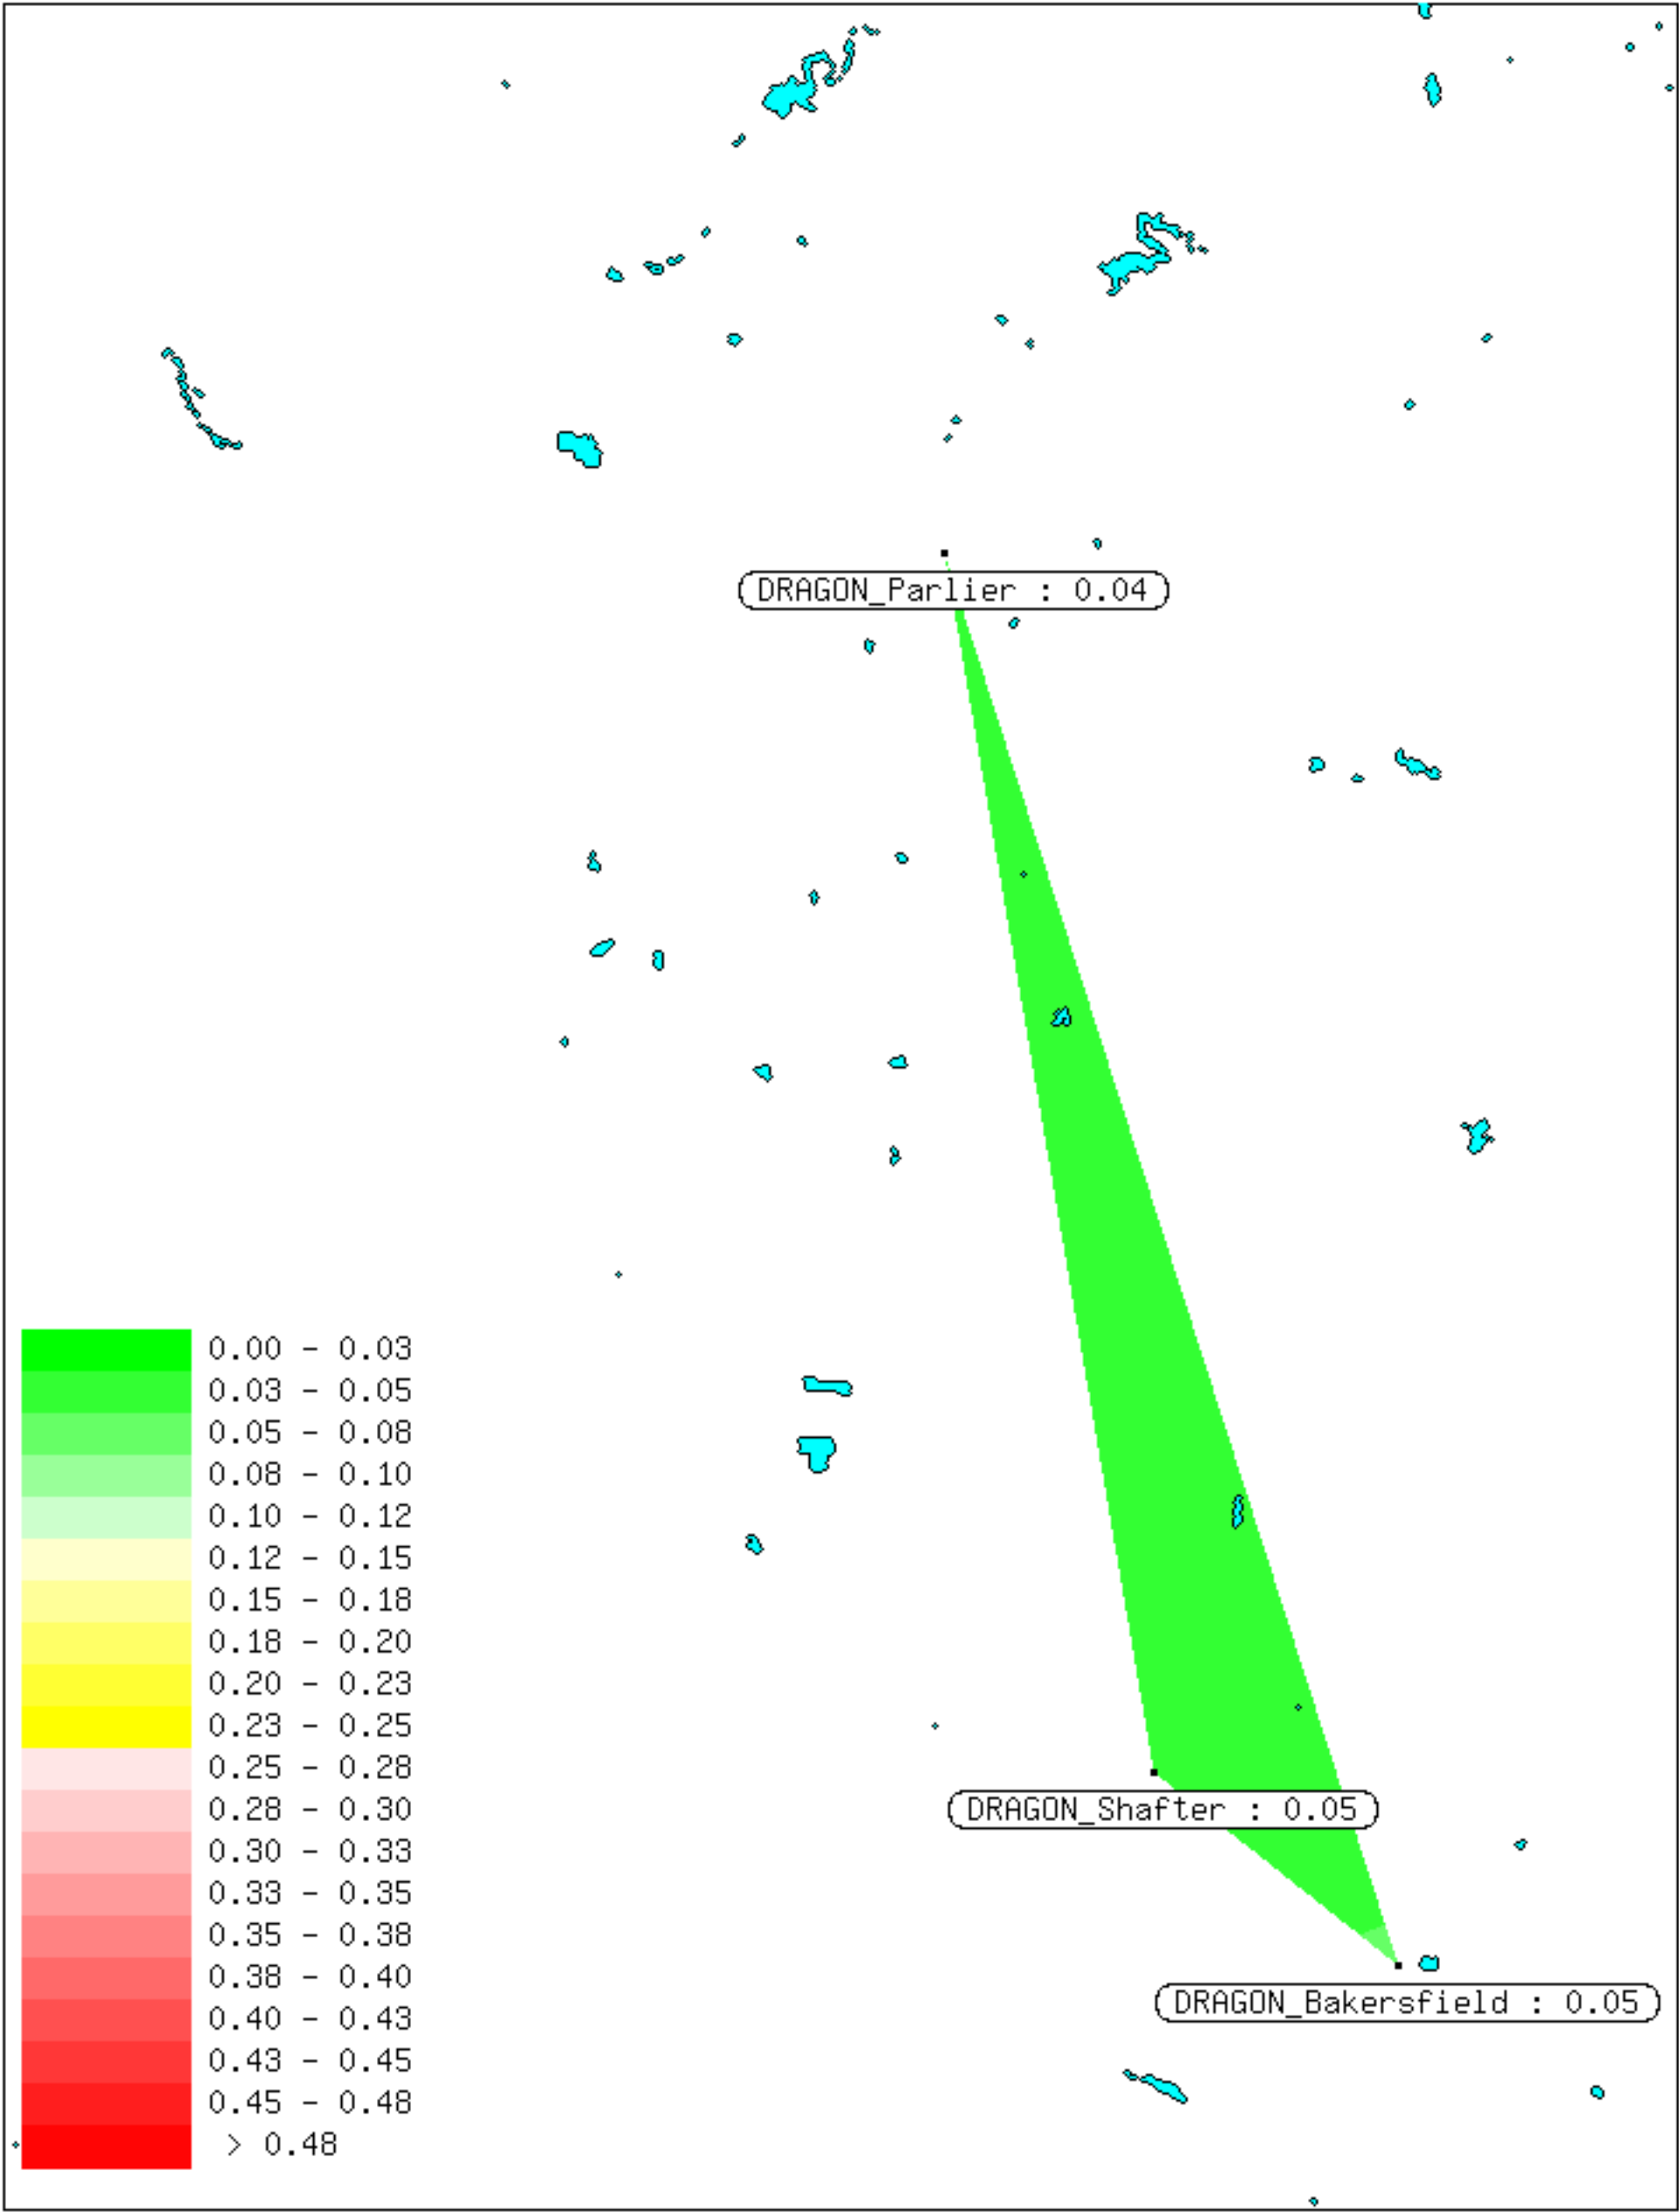 DRAGON_Parlier : 0.04
0.00 - 0.03
0.03 - 0.05
0.05 - 0.08
0.08 - 0.10
0.10 - 0.12
0.12 - 0.15
0.15 - 0.18
0.18 - 0.20
0.20 - 0.23
0.23 - 0.25
0.25 - 0.28
0.28 - 0.30
0.30 - 0.33
0.33 - 0.35
0.35 - 0.38
0.38 - 0.40
0.40 - 0.43
0.43 - 0.45
0.45 - 0.48
> 0.48
DRAGON_Shafter : 0.05
DRAGON_Bakersfield : 0.05